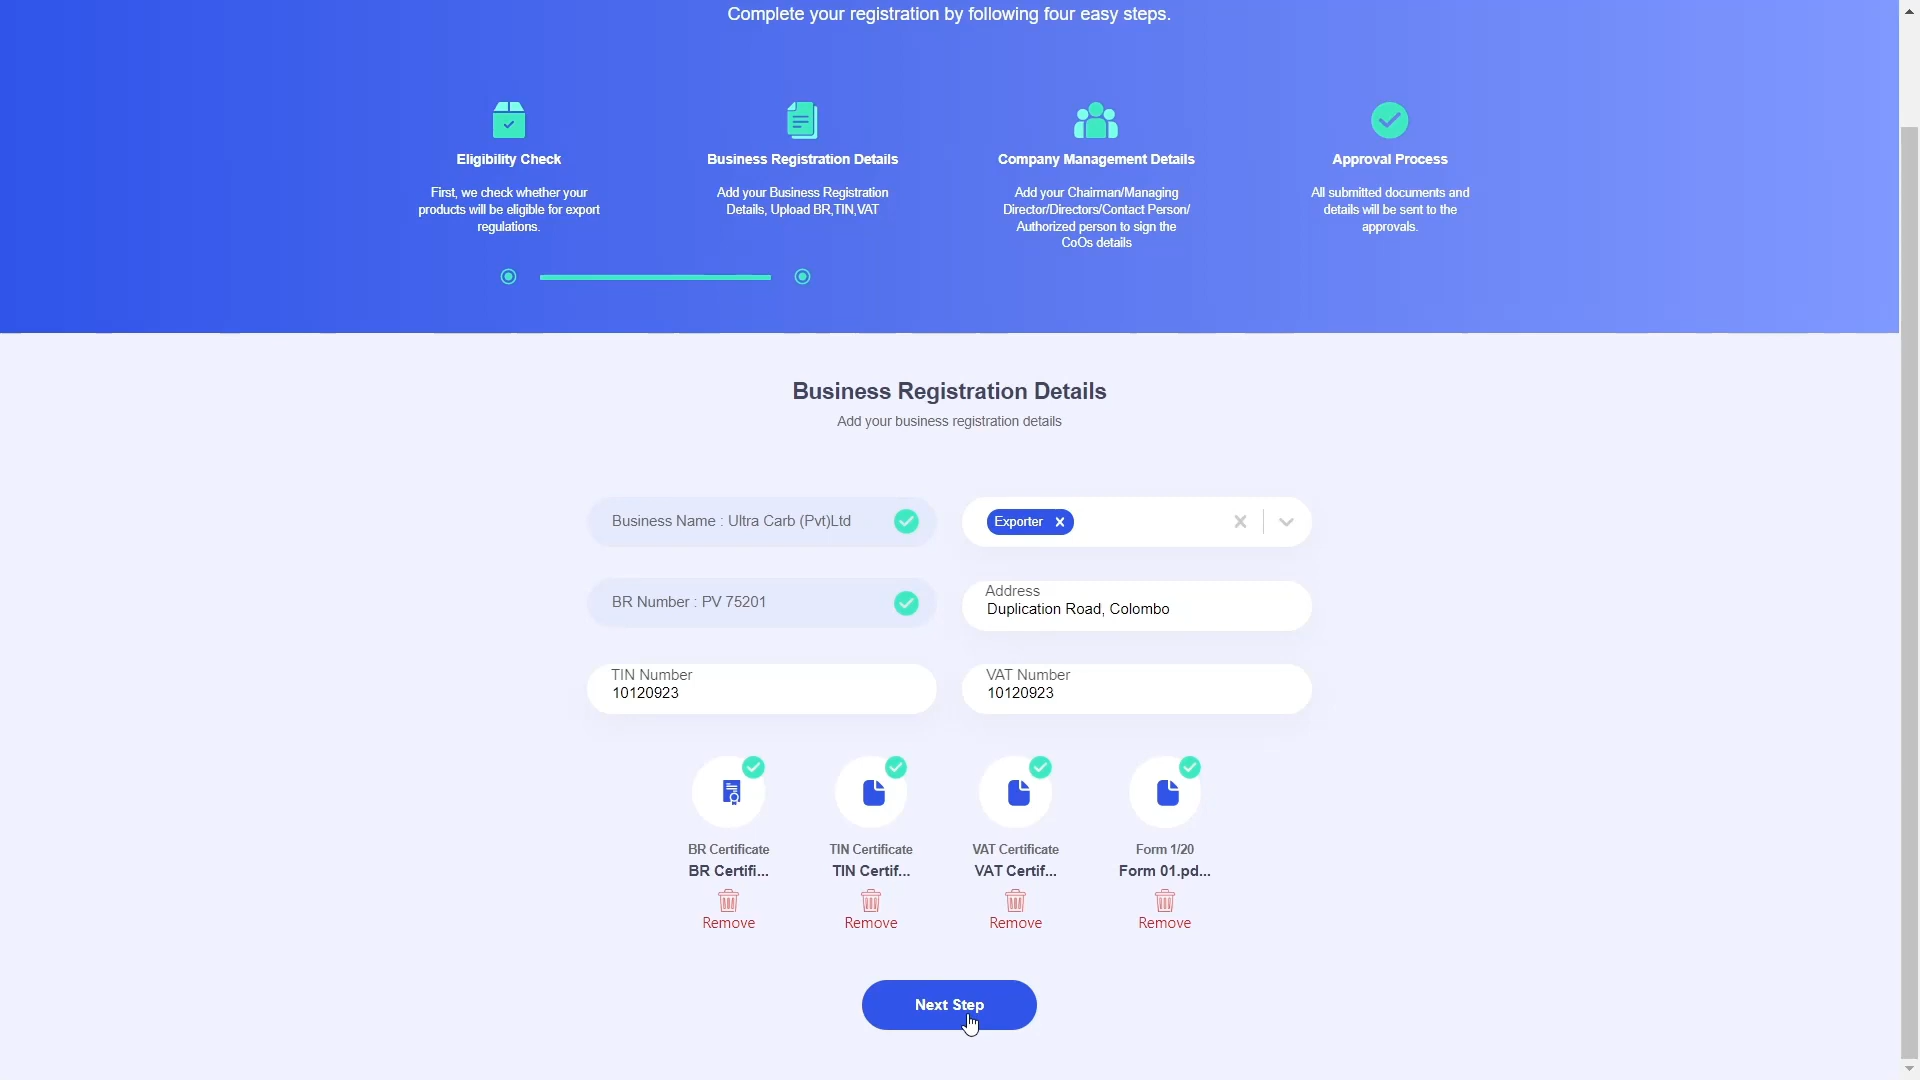 Complete your registration by following four easy steps.
Eligibility Check
First, we check whether your
products will be eligible for export
regulations.
Business Registration Details
Add your Business Registration
Details, Upload BR,TIN,VAT
Company Management Details
Add your Chairman/Managing
Director/Directors/Contact Person/
Authorized person to sign the
CoOs details
Approval Process
All submitted documents and
details will be sent to the
approvals.
Business Registration Details
Add your business registration details
Business Name : Ultra Carb (Pvt)Ltd
Exporter
BR Number : PV 75201
Address
Duplication Road, Colombo
TIN Number
10120923
VAT Number
10120923
BR Certificate
BR Certifi...
Remove
TIN Certificate
TIN Certif...
Remove
VAT Certificate
VAT Certif...
Remove
Form 1/20
Form 01.pd...
Remove
Next Step